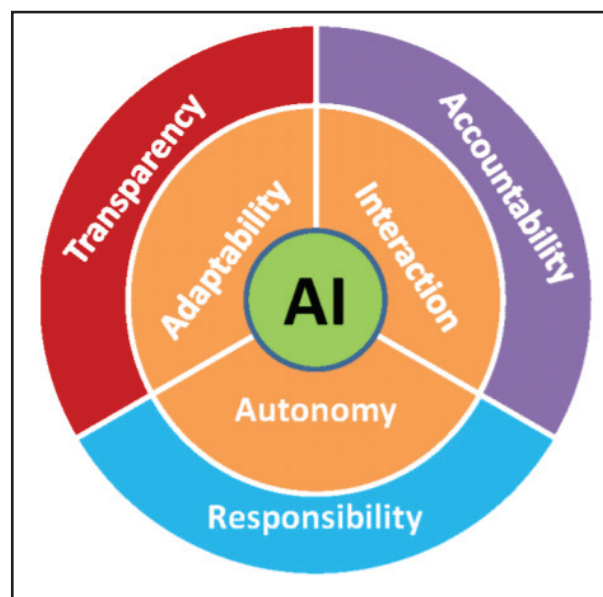 Transparency
Accountability
Adaptability
Interaction
AI
Autonomy
Responsibility